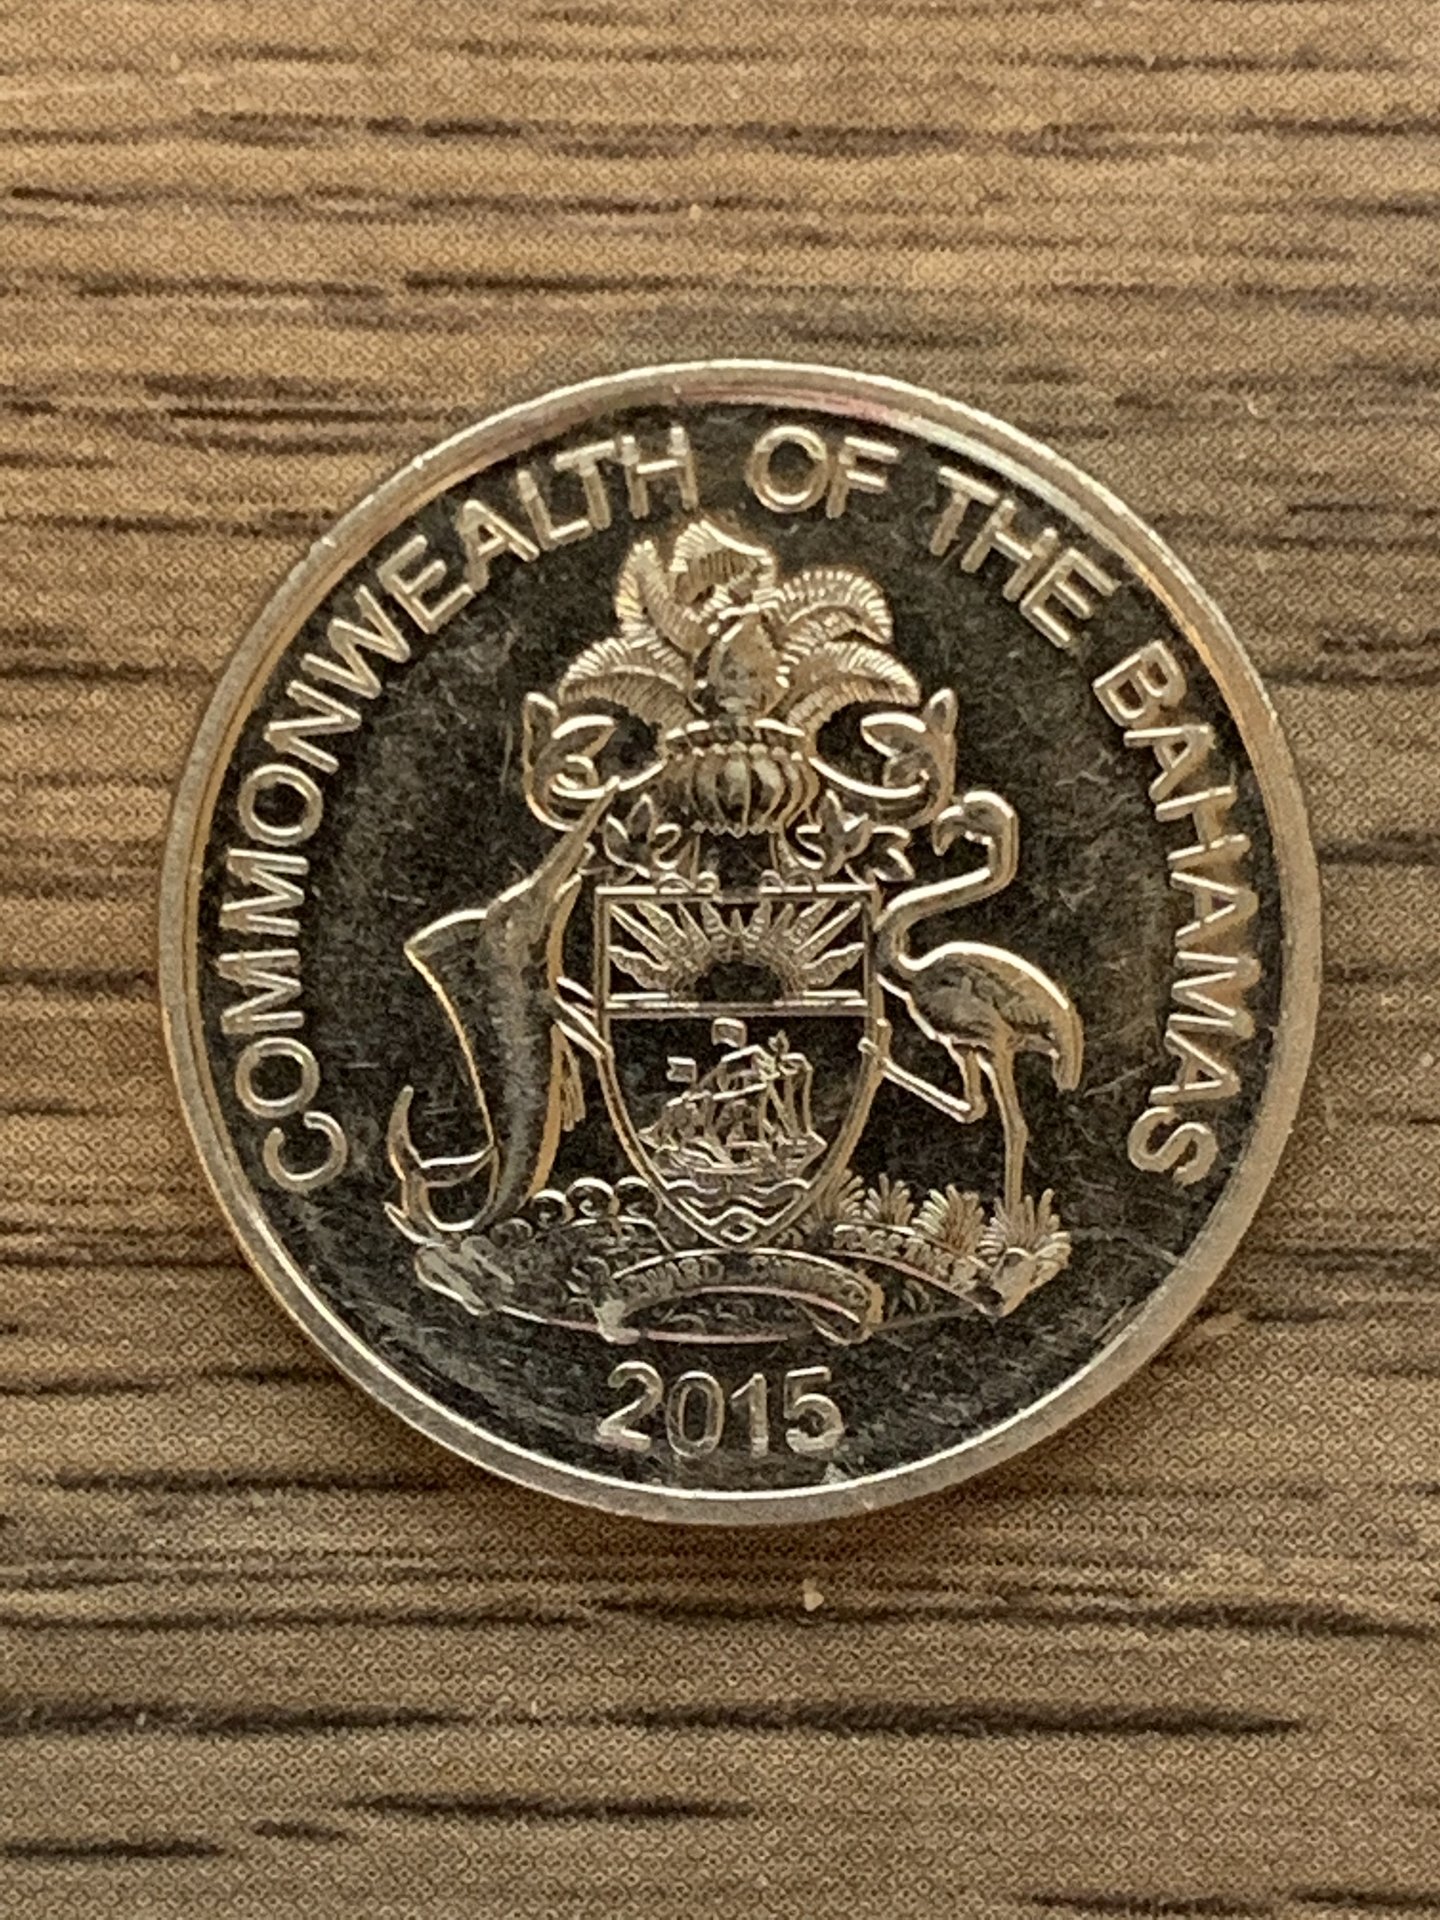 COMMONWEALTH OF THE BAHAMAS
2015